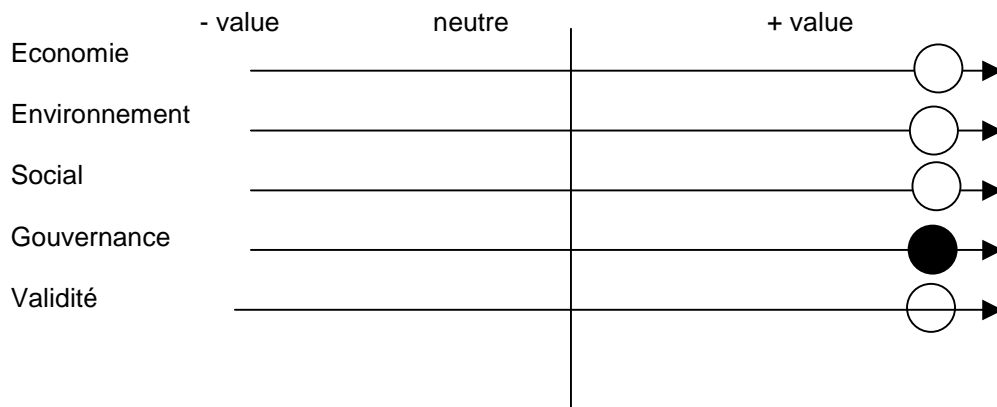 - value neutre + value
Economie
Environnement
Social
Gouvernance
Validité